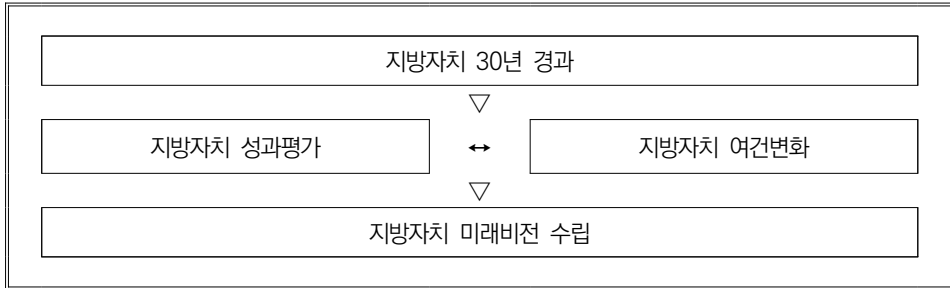 지방자치 30년 경과
▽
지방자치 성과평가 ↔ 지방자치 여건변화
▽
지방자치 미래비전 수립